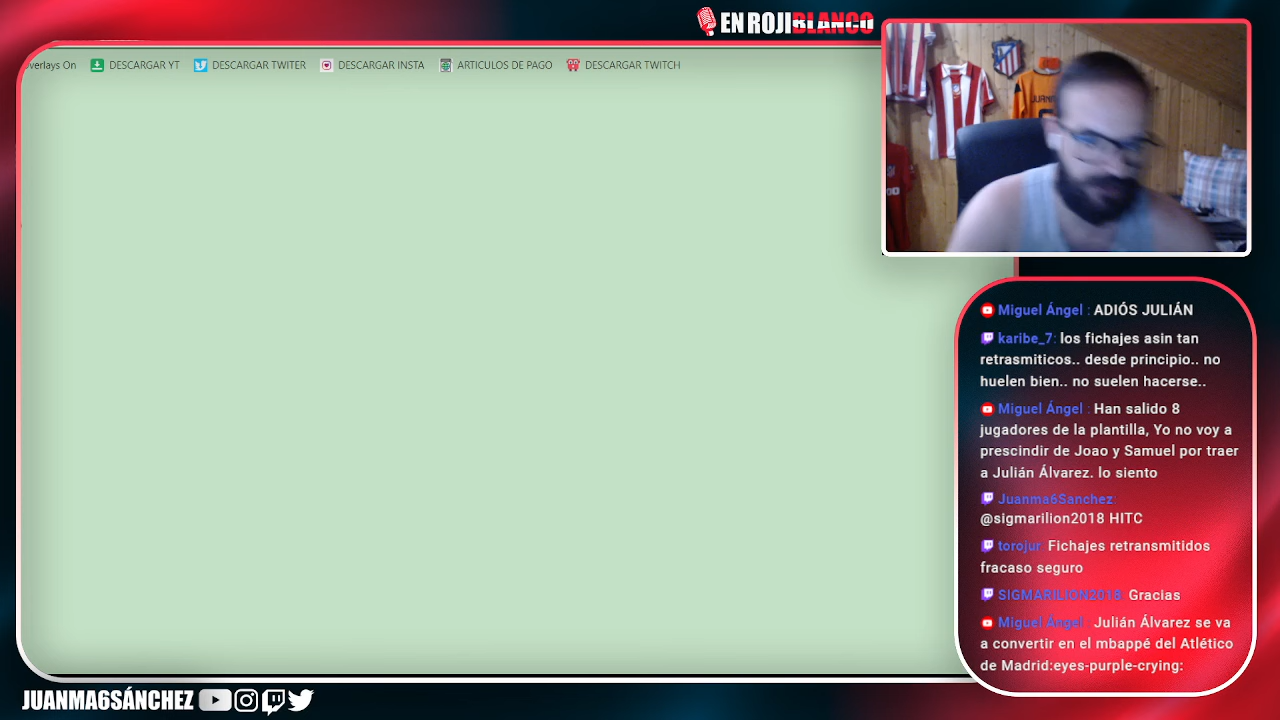 EN ROJIBLANCO
verlays On DESCARGAR YT DESCARGAR TWITER DESCARGAR INSTA ARTICULOS DE PAGO DESCARGAR TWITCH
Miguel Ángel : ADIÓS JULIÁN
karibe_7: los fichajes asin tan
retrasmiticos.. desde principio.. no
huelen bien.. no suelen hacerse..
Miguel Ángel : Han salido 8
jugadores de la plantilla, Yo no voy a
prescindir de Joao y Samuel por traer
a Julián Álvarez. lo siento
Juanma6Sanchez:
@sigmarilion2018 HITC
torojur: Fichajes retransmitidos
fracaso seguro
SIGMARILION2018: Gracias
Miguel Ángel : Julián Álvarez se va
a convertir en el mbappé del Atlético
de Madrid:eyes-purple-crying:
JUANMA6SÁNCHEZ